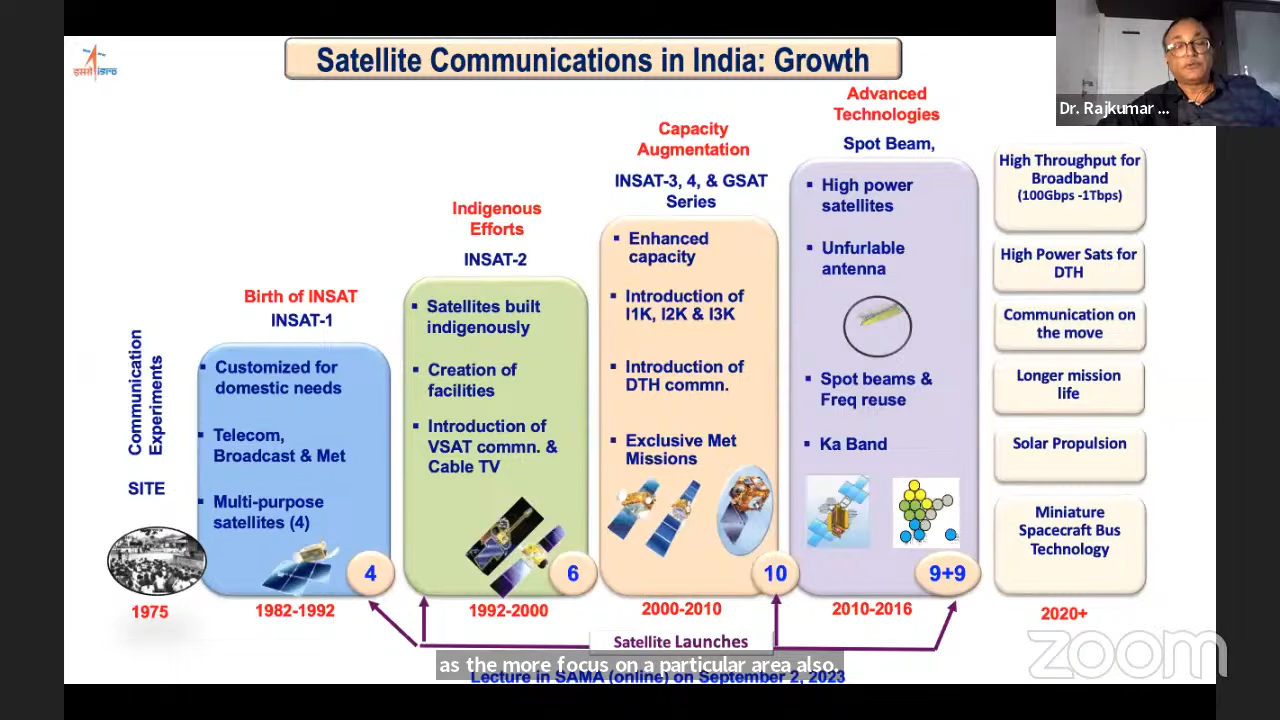 इसरो isro
Satellite Communications in India: Growth
Dr. Rajkumar ...
Communication
Experiments
SITE
1975
Birth of INSAT
INSAT-1
Customized for
domestic needs
Telecom,
Broadcast & Met
Multi-purpose
satellites (4)
4
1982-1992
Indigenous
Efforts
INSAT-2
Satellites built
indigenously
Creation of
facilities
Introduction of
VSAT commn. &
Cable TV
6
1992-2000
Capacity
Augmentation
INSAT-3, 4, & GSAT
Series
Enhanced
capacity
Introduction of
I1K, I2K & I3K
Introduction of
DTH commn.
Exclusive Met
Missions
10
2000-2010
Advanced
Technologies
Spot Beam,
High power
satellites
Unfurlable
antenna
Spot beams &
Freq reuse
Ka Band
9+9
2010-2016
High Throughput for
Broadband
(100Gbps -1Tbps)
High Power Sats for
DTH
Communication on
the move
Longer mission
life
Solar Propulsion
Miniature
Spacecraft Bus
Technology
2020+
Satellite Launches
as the more focus on a particular area also.
Lecture in SAMA (online) on September 2, 2023
zoom